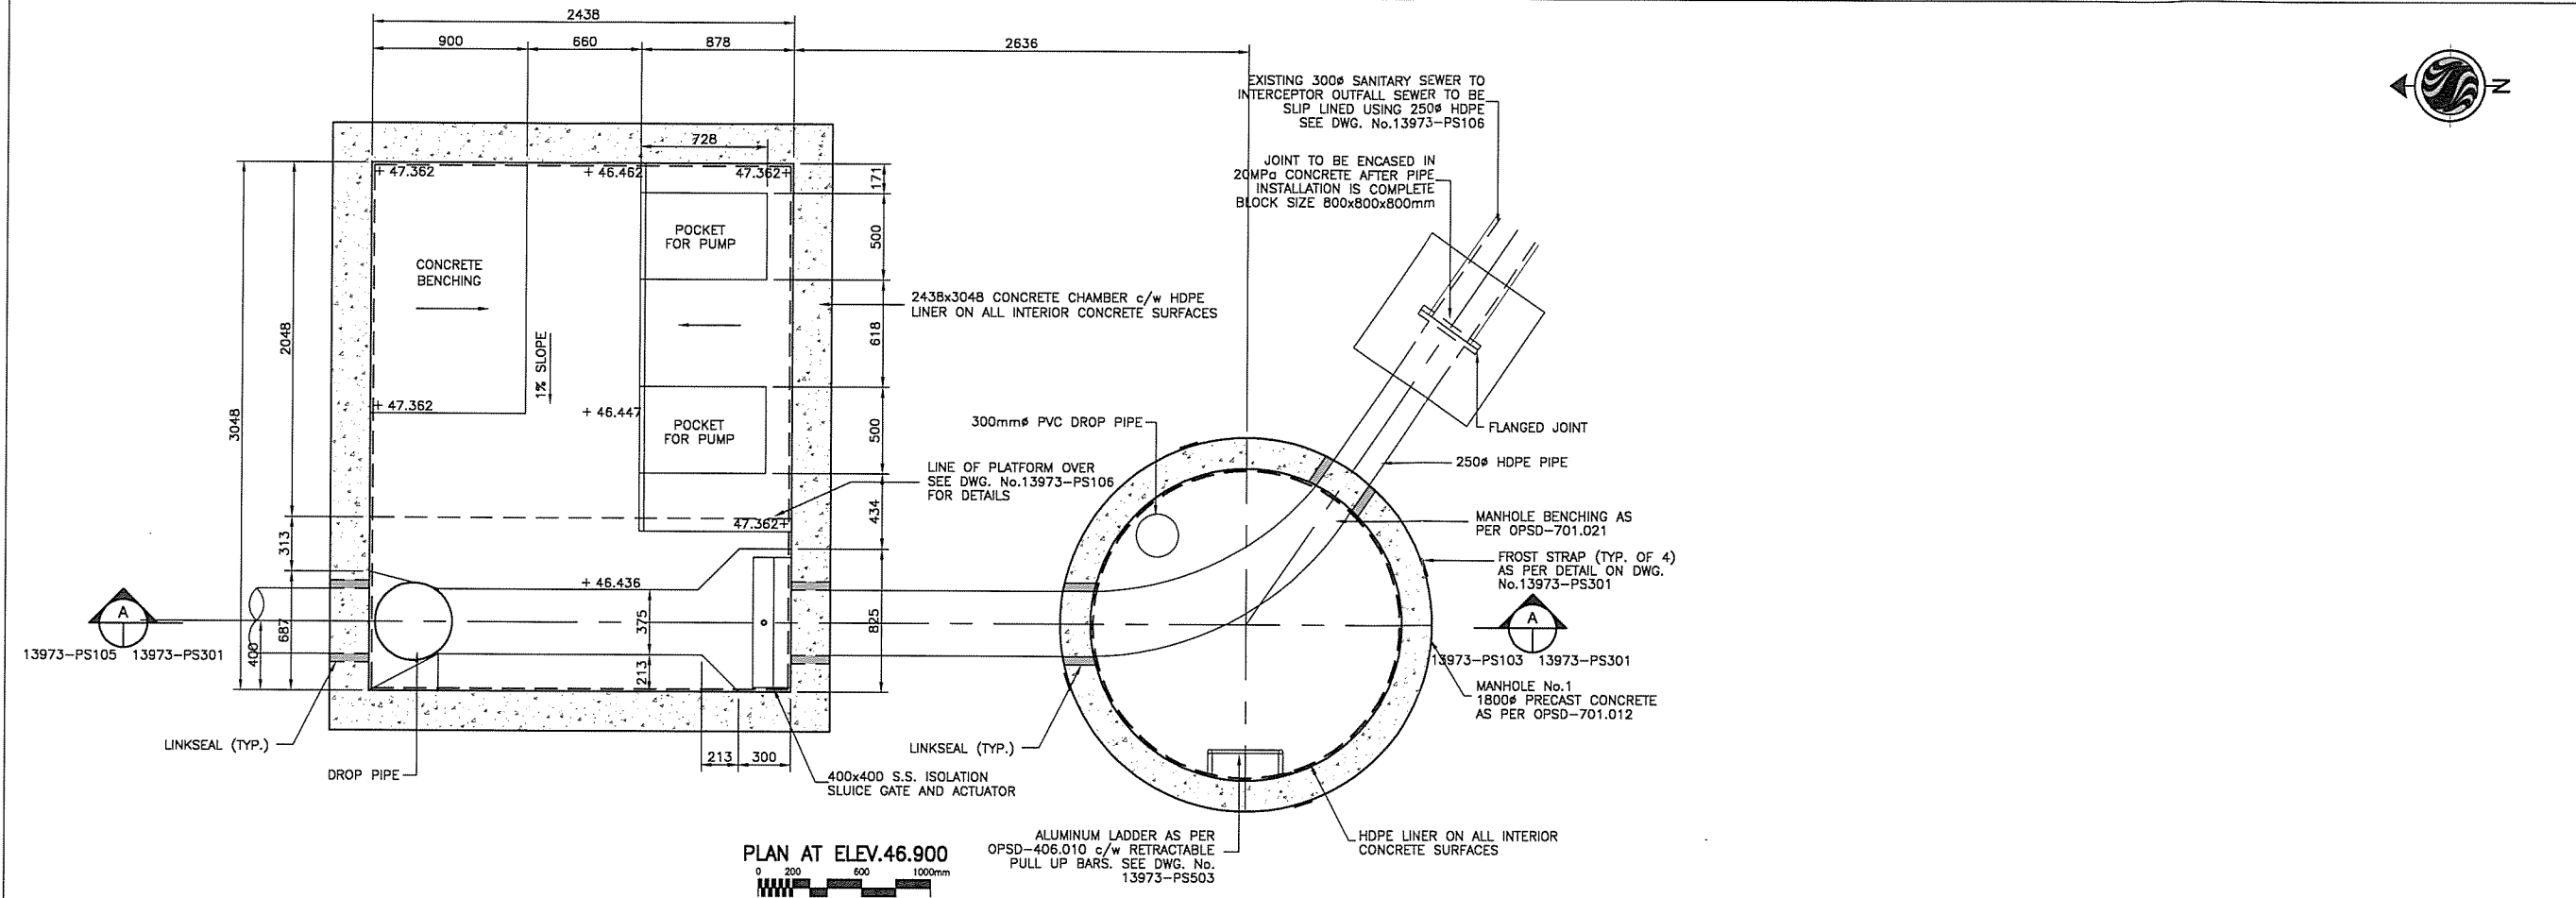 2438
900
660
878
2636
EXISTING 300ø SANITARY SEWER TO
INTERCEPTOR OUTFALL SEWER TO BE
SLIP LINED USING 250ø HDPE
SEE DWG. No.13973-PS106
N
JOINT TO BE ENCASED IN
20MPa CONCRETE AFTER PIPE
INSTALLATION IS COMPLETE
BLOCK SIZE 800x800x800mm
728
+ 47.362
+ 46.462
47.362+
171
POCKET
FOR PUMP
500
CONCRETE
BENCHING
2438x3048 CONCRETE CHAMBER c/w HDPE
LINER ON ALL INTERIOR CONCRETE SURFACES
618
2048
1% SLOPE
3048
+ 47.362
+ 46.447
POCKET
FOR PUMP
500
300mmø PVC DROP PIPE
FLANGED JOINT
250ø HDPE PIPE
LINE OF PLATFORM OVER
SEE DWG. No.13973-PS106
FOR DETAILS
434
47.362+
MANHOLE BENCHING AS
PER OPSD-701.021
313
FROST STRAP (TYP. OF 4)
AS PER DETAIL ON DWG.
No.13973-PS301
+ 46.436
A
13973-PS105 13973-PS301
400
687
375
213
825
A
13973-PS103 13973-PS301
MANHOLE No.1
1800ø PRECAST CONCRETE
AS PER OPSD-701.012
LINKSEAL (TYP.)
DROP PIPE
213
300
LINKSEAL (TYP.)
400x400 S.S. ISOLATION
SLUICE GATE AND ACTUATOR
ALUMINUM LADDER AS PER
OPSD-406.010 c/w RETRACTABLE
PULL UP BARS. SEE DWG. No.
13973-PS503
HDPE LINER ON ALL INTERIOR
CONCRETE SURFACES
PLAN AT ELEV.46.900
0 200 600 1000mm